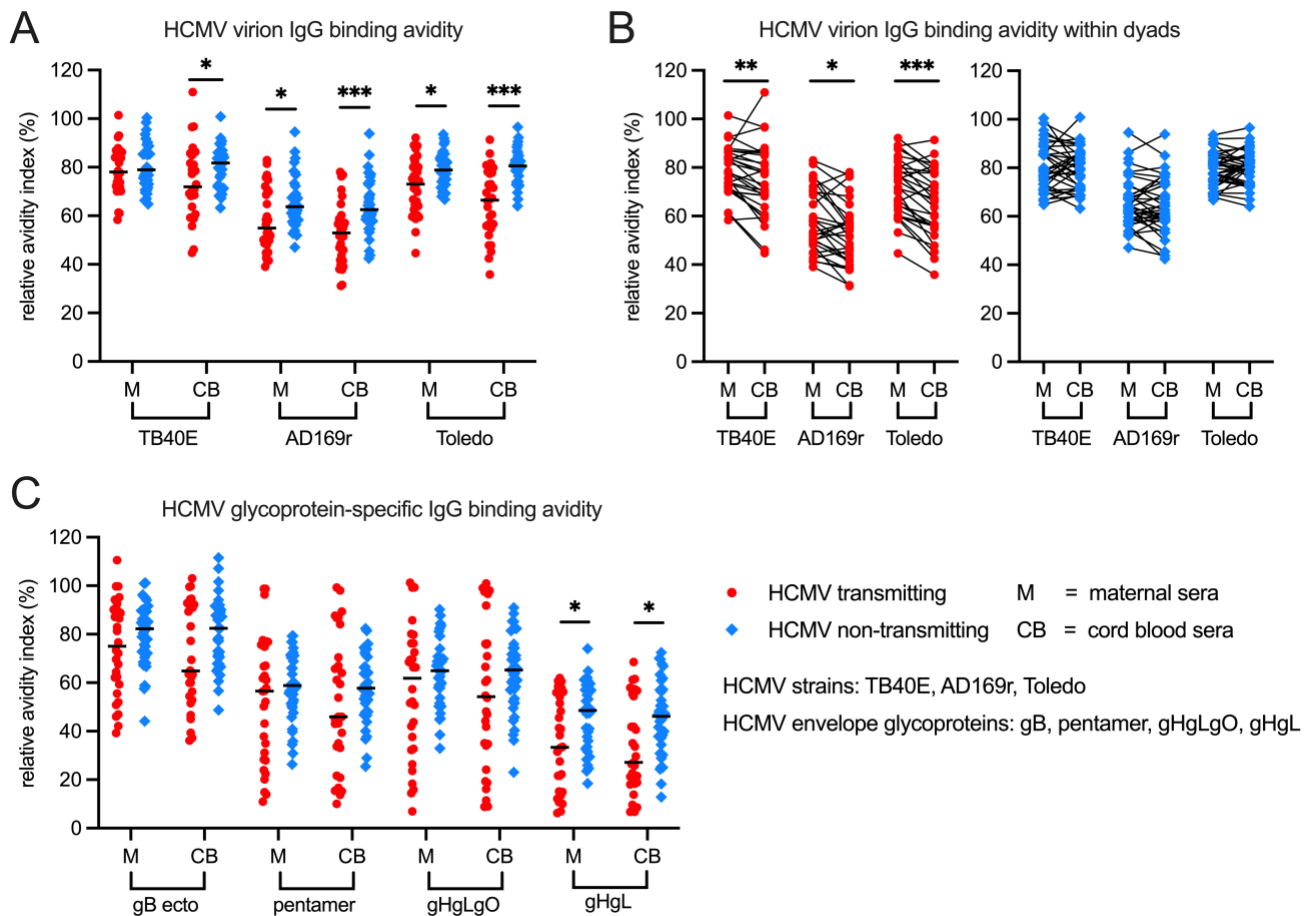 A
HCMV virion IgG binding avidity
relative avidity index (%)
120
100
80
60
40
20
0
*
*
***
*
***
M
CB
M
CB
M
CB
TB40E
AD169r
Toledo
B
HCMV virion IgG binding avidity within dyads
relative avidity index (%)
120
100
80
60
40
20
0
**
*
***
M
CB
M
CB
M
CB
TB40E
AD169r
Toledo
120
100
80
60
40
20
0
M
CB
M
CB
M
CB
TB40E
AD169r
Toledo
C
HCMV glycoprotein-specific IgG binding avidity
relative avidity index (%)
120
100
80
60
40
20
0
*
*
M
CB
M
CB
M
CB
M
CB
gB ecto
pentamer
gHgLgO
gHgL
HCMV transmitting
M = maternal sera
HCMV non-transmitting
CB = cord blood sera
HCMV strains: TB40E, AD169r, Toledo
HCMV envelope glycoproteins: gB, pentamer, gHgLgO, gHgL